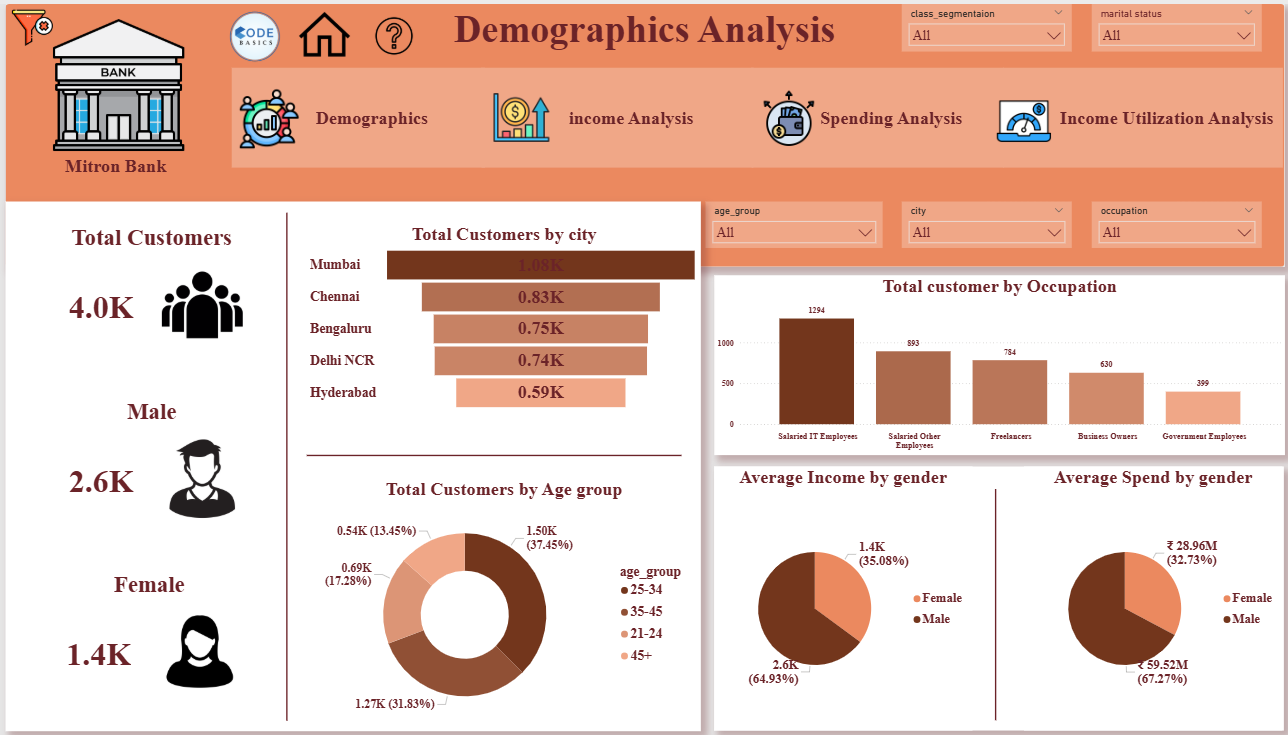 Demographics Analysis
CODE
BASICS
?
class_segmentaion
All
marital status
All
BANK
Mitron Bank
Demographics
income Analysis
Spending Analysis
Income Utilization Analysis
age_group
All
city
All
occupation
All
Total Customers
4.0K
Male
2.6K
Female
1.4K
Total Customers by city
Mumbai 1.08K
Chennai 0.83K
Bengaluru 0.75K
Delhi NCR 0.74K
Hyderabad 0.59K
Total Customers by Age group
0.54K (13.45%)
1.50K
(37.45%)
0.69K
(17.28%)
1.27K (31.83%)
age_group
25-34
35-45
21-24
45+
Total customer by Occupation
1000
500
0
1294
893
784
630
399
Salaried IT Employees
Salaried Other
Employees
Freelancers
Business Owners
Government Employees
Average Income by gender
1.4K
(35.08%)
2.6K
(64.93%)
Female
Male
Average Spend by gender
₹ 28.96M
(32.73%)
₹ 59.52M
(67.27%)
Female
Male